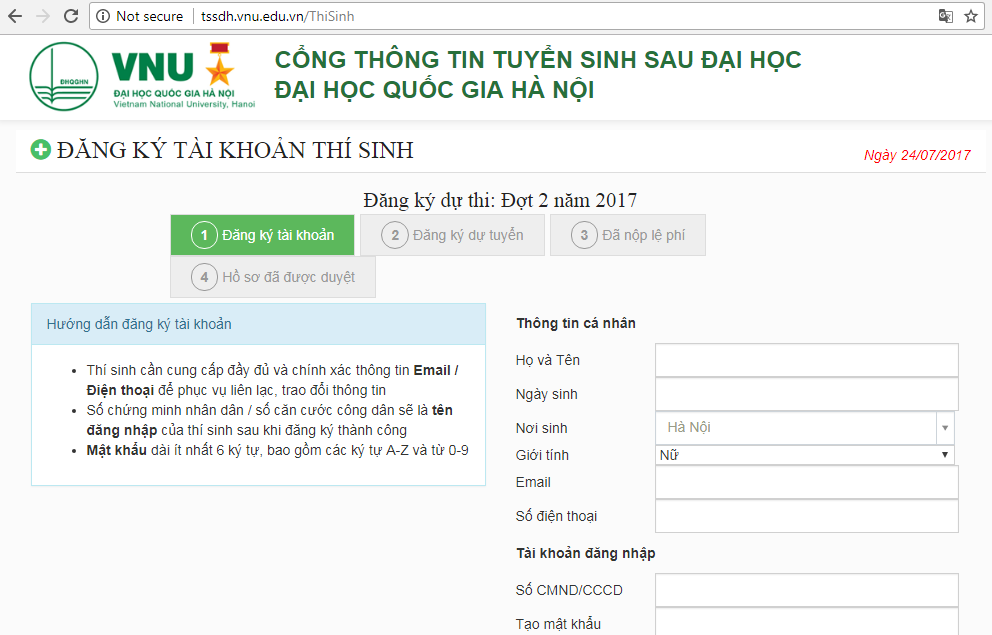 Not secure tssdh.vnu.edu.vn/ThiSinh
ĐHQGHN
VNU
ĐẠI HỌC QUỐC GIA HÀ NỘI
Vietnam National University, Hanoi
CỔNG THÔNG TIN TUYỂN SINH SAU ĐẠI HỌC
ĐẠI HỌC QUỐC GIA HÀ NỘI
ĐĂNG KÝ TÀI KHOẢN THÍ SINH
Ngày 24/07/2017
Đăng ký dự thi: Đợt 2 năm 2017
1 Đăng ký tài khoản
2 Đăng ký dự tuyển
3 Đã nộp lệ phí
4 Hồ sơ đã được duyệt
Hướng dẫn đăng ký tài khoản
• Thí sinh cần cung cấp đầy đủ và chính xác thông tin Email /
Điện thoại để phục vụ liên lạc, trao đổi thông tin
• Số chứng minh nhân dân / số căn cước công dân sẽ là tên
đăng nhập của thí sinh sau khi đăng ký thành công
• Mật khẩu dài ít nhất 6 ký tự, bao gồm các ký tự A-Z và từ 0-9
Thông tin cá nhân
Họ và Tên
Ngày sinh
Nơi sinh Hà Nội
Giới tính Nữ
Email
Số điện thoại
Tài khoản đăng nhập
Số CMND/CCCD
Tạo mật khẩu